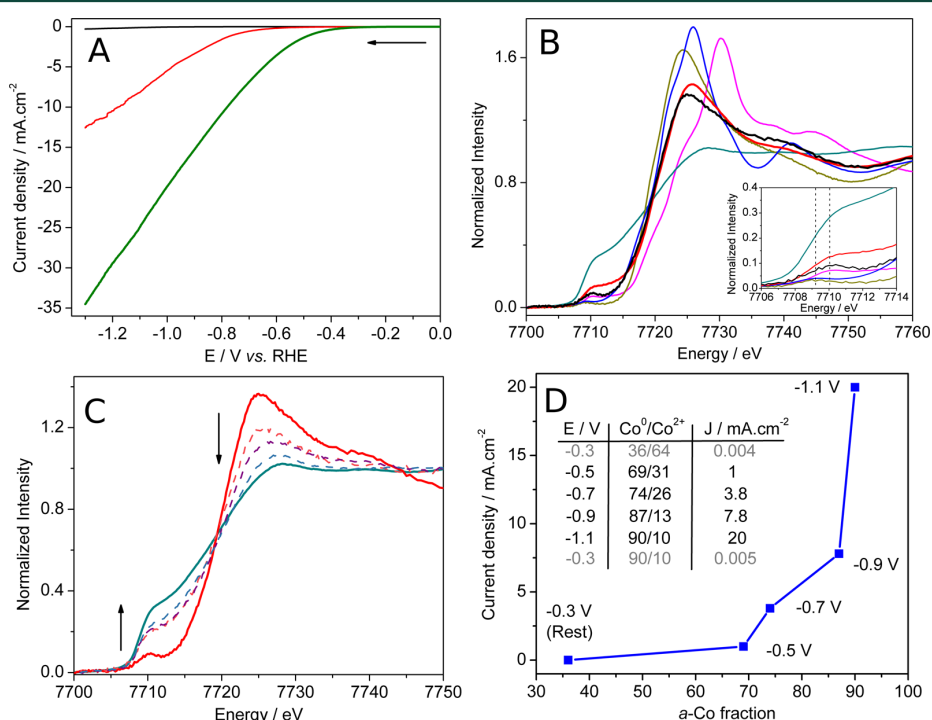 A
0
-5
-10
-15
-20
-25
-30
-35
Current density / mA.cm-2
-1.2 -1.0 -0.8 -0.6 -0.4 -0.2 0.0
E / V vs. RHE
B
1.6
0.8
0.0
Normalized Intensity
7700 7710 7720 7730 7740 7750 7760
Energy / eV
0.4
0.3
0.2
0.1
0.0
Normalized Intensity
7706 7708 7710 7712 7714
Energy / eV
C
1.2
0.8
0.4
0.0
Normalized Intensity
7700 7710 7720 7730 7740 7750
Energy / eV
D
20
15
10
5
0
Current density / mA.cm-2
E / V Co0/Co2+ J / mA.cm-2
-0.3 36/64 0.004
-0.5 69/31 1
-0.7 74/26 3.8
-0.9 87/13 7.8
-1.1 90/10 20
-0.3 90/10 0.005
-1.1 V
-0.9 V
-0.7 V
-0.5 V
-0.3 V
(Rest)
30 40 50 60 70 80 90 100
a-Co fraction